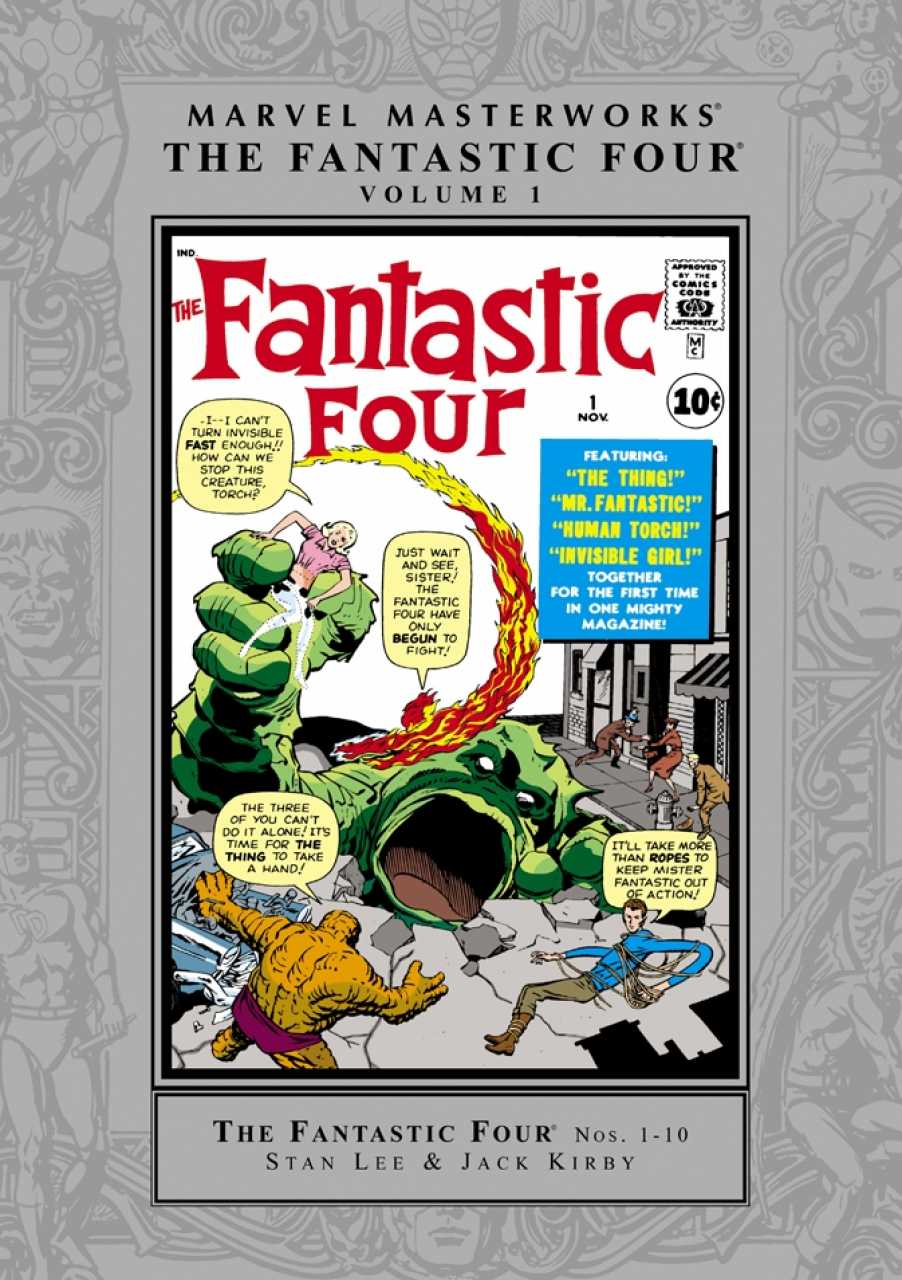 MARVEL MASTERWORKS®
THE FANTASTIC FOUR®
VOLUME 1
IND.
THE Fantastic
Four
APPROVED
BY THE
COMICS
CODE
CA
AUTHORITY
M
C
1
NOV.
10¢
-I--I CAN'T
TURN INVISIBLE
FAST ENOUGH!!
HOW CAN WE
STOP THIS
CREATURE,
TORCH?
FEATURING:
"THE THING!"
"MR. FANTASTIC!"
"HUMAN TORCH!"
"INVISIBLE GIRL!"
TOGETHER
FOR THE FIRST TIME
IN ONE MIGHTY
MAGAZINE!
JUST WAIT
AND SEE,
SISTER!
THE
FANTASTIC
FOUR HAVE
ONLY
BEGUN TO
FIGHT!
THE THREE
OF YOU CAN'T
DO IT ALONE! IT'S
TIME FOR THE
THING TO TAKE
A HAND!
IT'LL TAKE MORE
THAN ROPES TO
KEEP MISTER
FANTASTIC OUT
OF ACTION!
THE FANTASTIC FOUR® NOS. 1-10
STAN LEE & JACK KIRBY